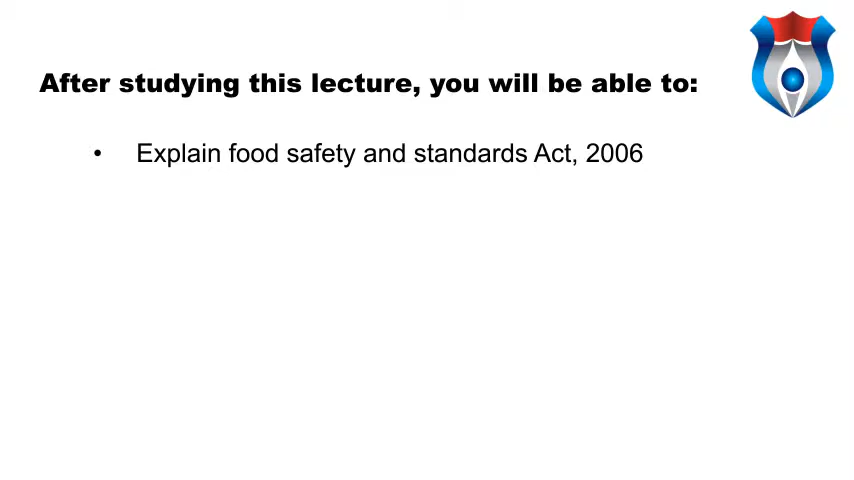 After studying this lecture, you will be able to:
• Explain food safety and standards Act, 2006